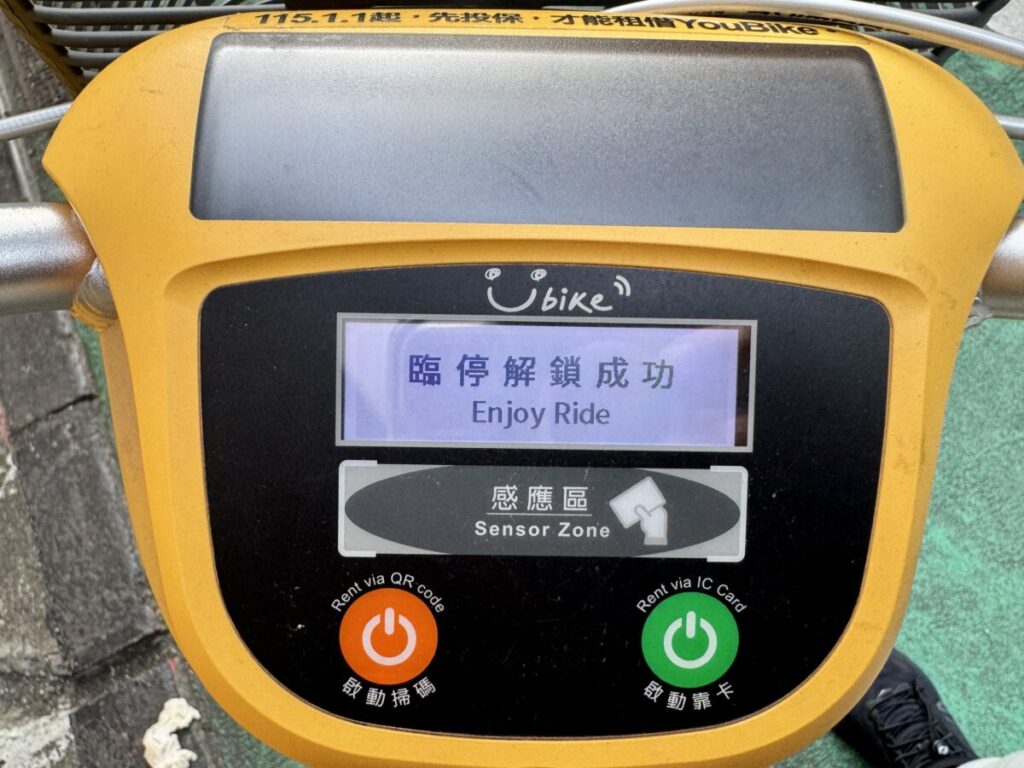 115.1.1起，先投保，才能租借YouBike
Ubike
臨停解鎖成功
Enjoy Ride
感應區
Sensor Zone
Rent via QR code
啟動掃碼
Rent via IC Card
啟動靠卡